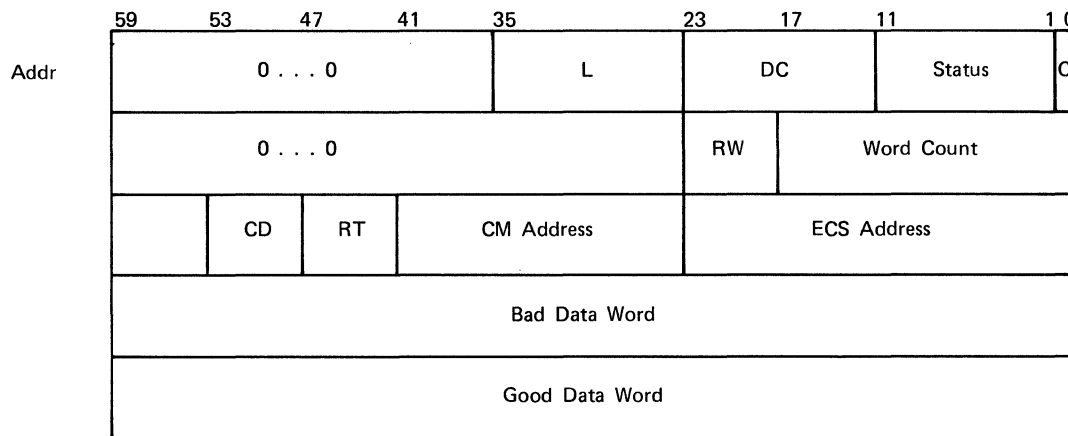 59 53 47 41 35 23 17 11 1 0
Addr 0 . . . 0 L DC Status C
0 . . . 0 RW Word Count
CD RT CM Address ECS Address
Bad Data Word
Good Data Word